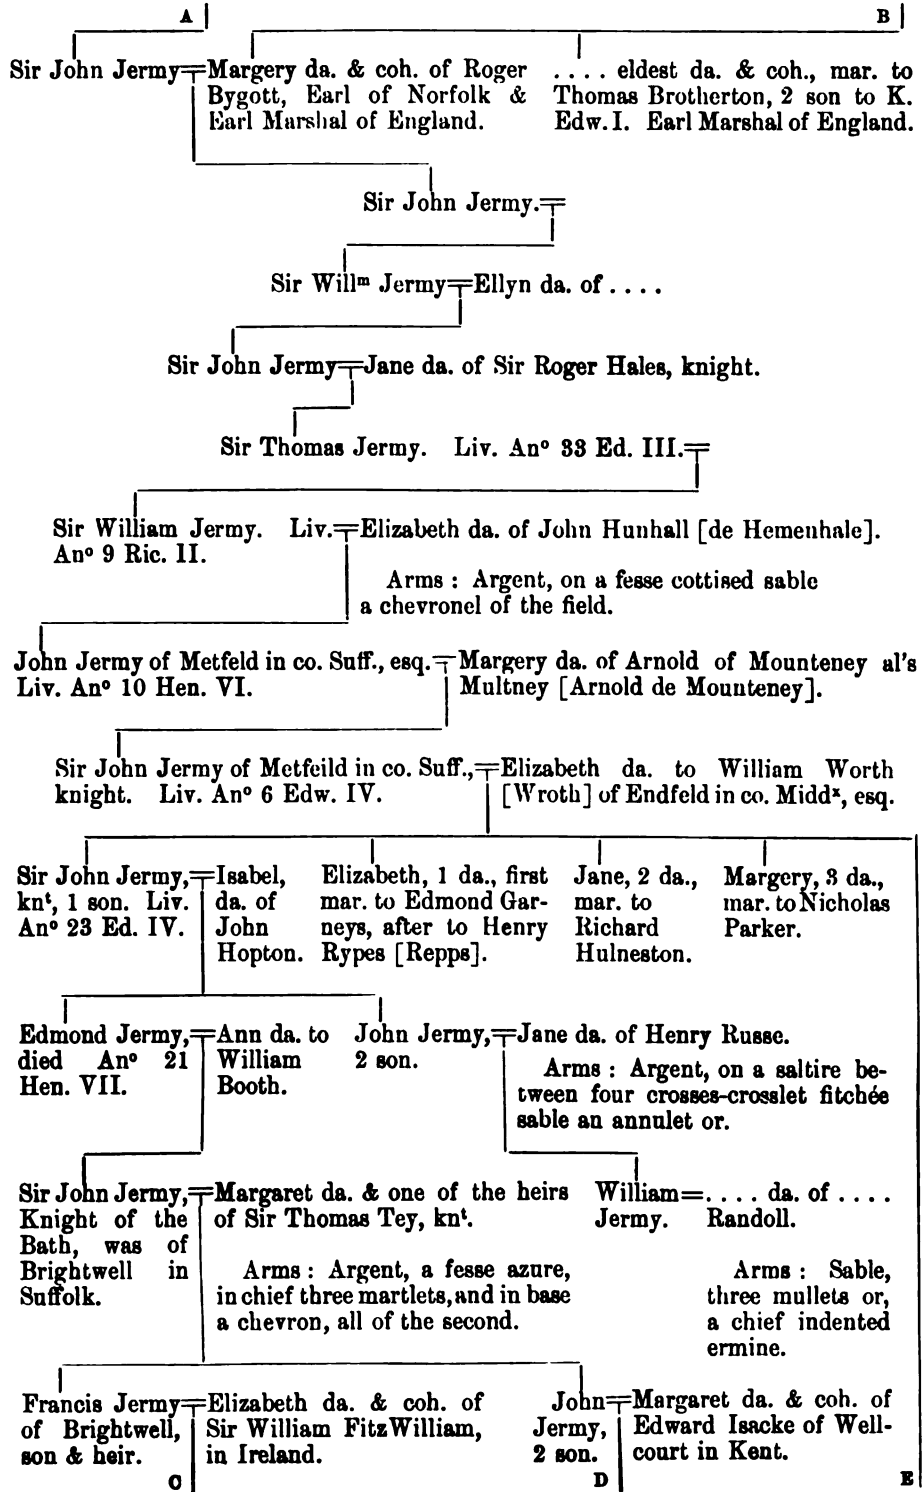 A
B
Sir John Jermy=Margery da. & coh. of Roger
Bygott, Earl of Norfolk &
Earl Marshal of England.
. . . . eldest da. & coh., mar. to
Thomas Brotherton, 2 son to K.
Edw. I. Earl Marshal of England.
Sir John Jermy.=
Sir Willᵐ Jermy=Ellyn da. of . . . .
Sir John Jermy=Jane da. of Sir Roger Hales, knight.
Sir Thomas Jermy. Liv. Anº 33 Ed. III.=
Sir William Jermy. Liv.=Elizabeth da. of John Hunhall [de Hemenhale].
Anº 9 Ric. II.
Arms : Argent, on a fesse cottised sable
a chevronel of the field.
John Jermy of Metfeld in co. Suff., esq.=Margery da. of Arnold of Mounteney al's
Liv. Anº 10 Hen. VI.
Multney [Arnold de Mounteney].
Sir John Jermy of Metfeild in co. Suff.,=Elizabeth da. to William Worth
knight. Liv. Anº 6 Edw. IV.
[Wroth] of Endfeld in co. Middˣ, esq.
Sir John Jermy,=
knᵗ, 1 son. Liv.
Anº 23 Ed. IV.
Isabel,
da. of
John
Hopton.
Elizabeth, 1 da., first
mar. to Edmond Gar-
neys, after to Henry
Rypes [Repps].
Jane, 2 da.,
mar. to
Richard
Hulneston.
Margery, 3 da.,
mar. to Nicholas
Parker.
Edmond Jermy,=
died Anº 21
Hen. VII.
Ann da. to
William
Booth.
John Jermy,=
2 son.
Jane da. of Henry Russe.
Arms : Argent, on a saltire be-
tween four crosses-crosslet fitchée
sable an annulet or.
Sir John Jermy,=
Knight of the
Bath, was of
Brightwell in
Suffolk.
Margaret da. & one of the heirs
of Sir Thomas Tey, knᵗ.
Arms : Argent, a fesse azure,
in chief three martlets, and in base
a chevron, all of the second.
William=. . . . da. of . . . .
Jermy. Randoll.
Arms : Sable,
three mullets or,
a chief indented
ermine.
Francis Jermy=
of Brightwell,
son & heir.
Elizabeth da. & coh. of
Sir William FitzWilliam,
in Ireland.
John=
Jermy,
2 son.
Margaret da. & coh. of
Edward Isacke of Well-
court in Kent.
C
D
E